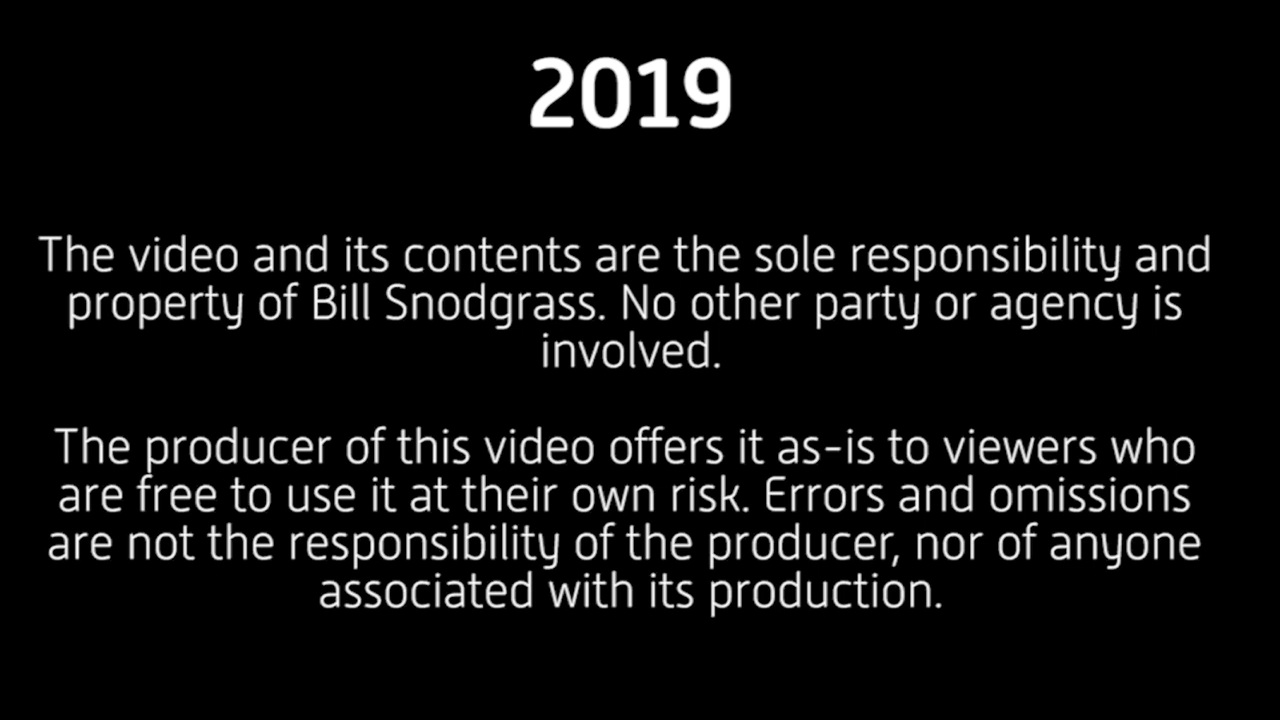 2019
The video and its contents are the sole responsibility and
property of Bill Snodgrass. No other party or agency is
involved.
The producer of this video offers it as-is to viewers who
are free to use it at their own risk. Errors and omissions
are not the responsibility of the producer, nor of anyone
associated with its production.